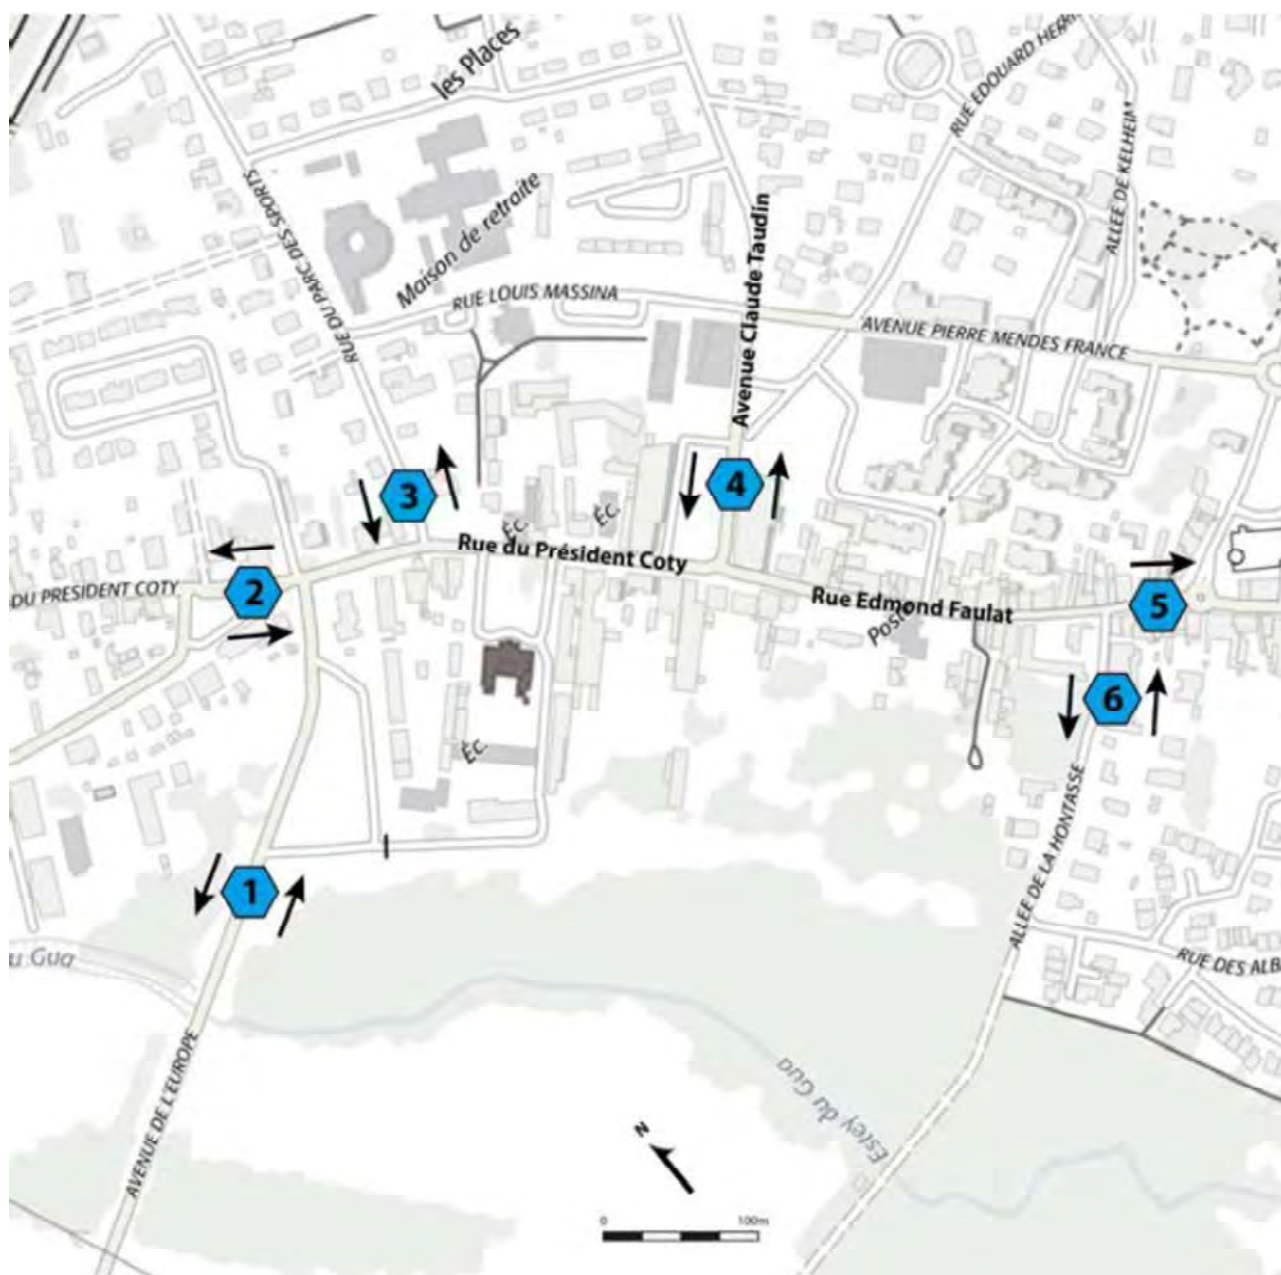 les Places
RUE EDOUARD HERRI
ALLEE DE KELHEIM
RUE DU PARC DES SPORTS
Maison de retraite
Avenue Claude Taudin
RUE LOUIS MASSINA
AVENUE PIERRE MENDES FRANCE
3
4
Éc.
Éc.
Rue du Président Coty
DU PRESIDENT COTY
2
Rue Edmond Faulat
Poste
5
6
Éc.
ALLEE DE LA HONTASSE
1
u Gua
RUE DES ALB
AVENUE DE L'EUROPE
Estey du Gua
N
0 100m